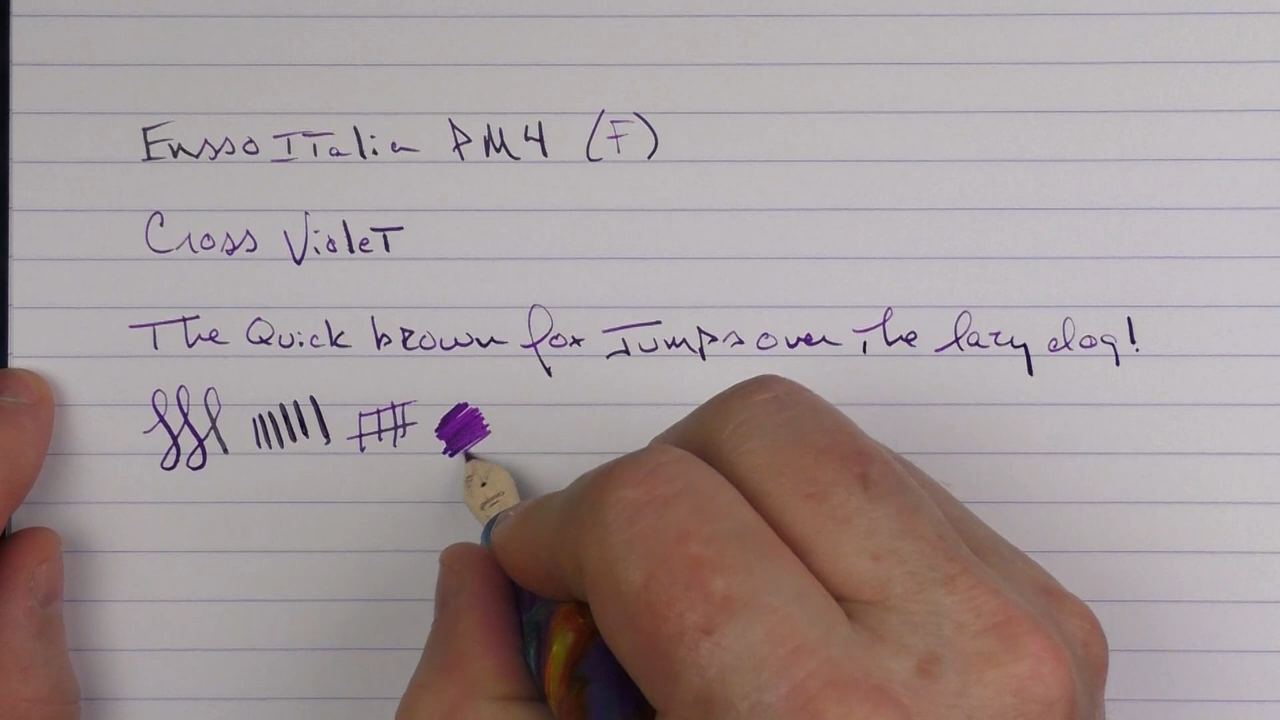 Ensso ITalia PM4 (F)
Cross VioleT
The Quick brown fox Jumps over The lazy dog!